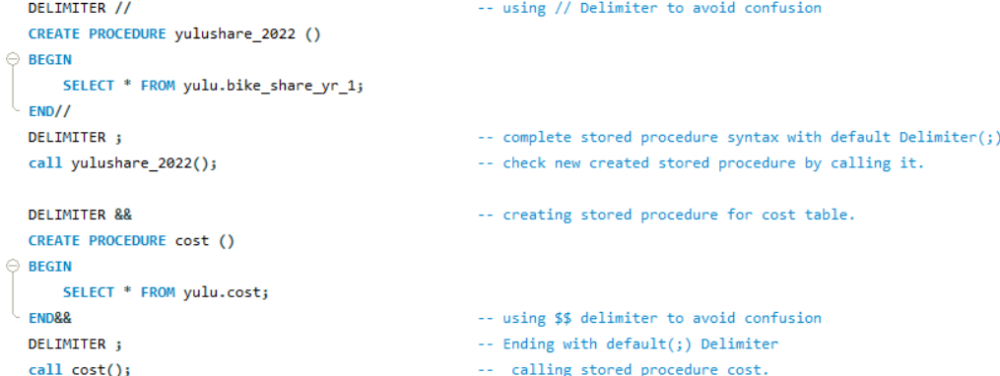 DELIMITER // -- using // Delimiter to avoid confusion
CREATE PROCEDURE yulushare_2022 ()
BEGIN
SELECT * FROM yulu.bike_share_yr_1;
END//
DELIMITER ; -- complete stored procedure syntax with default Delimiter(;)
call yulushare_2022(); -- check new created stored procedure by calling it.
DELIMITER && -- creating stored procedure for cost table.
CREATE PROCEDURE cost ()
BEGIN
SELECT * FROM yulu.cost;
END&& -- using $$ delimiter to avoid confusion
DELIMITER ; -- Ending with default(;) Delimiter
call cost(); -- calling stored procedure cost.